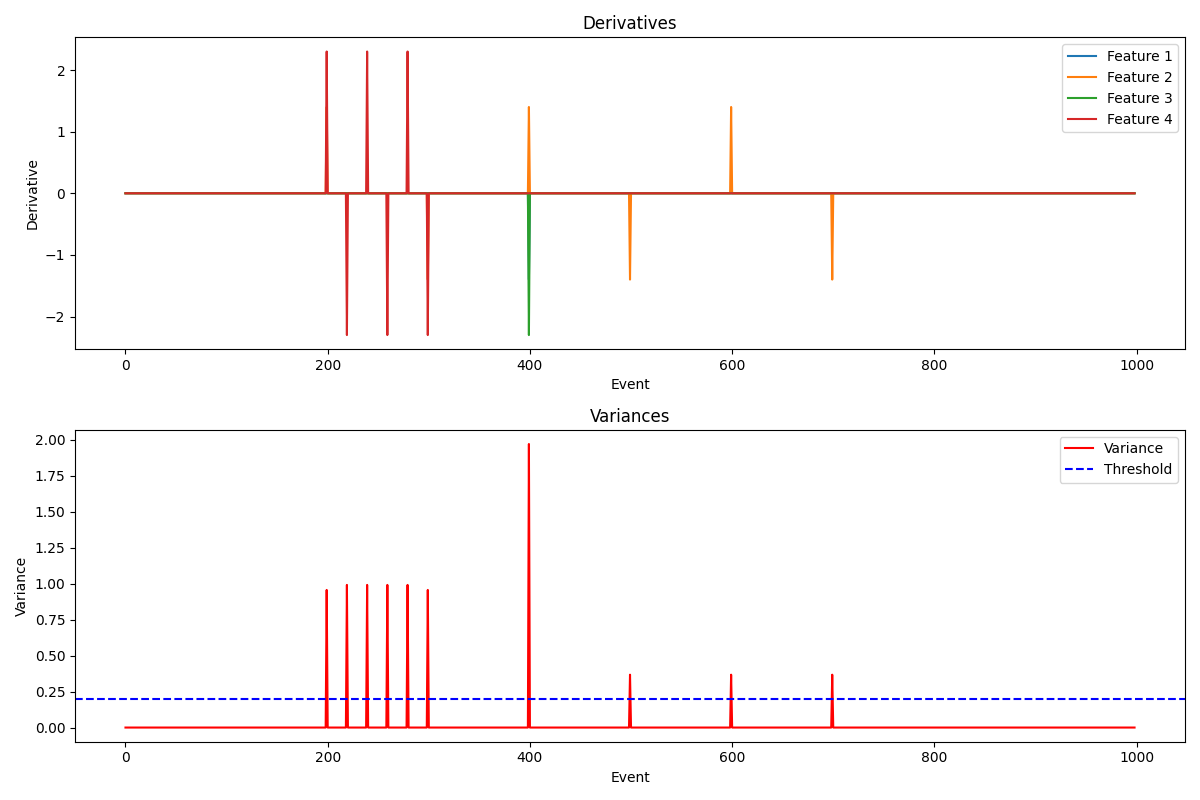 Derivatives
Feature 1
Feature 2
Feature 3
Feature 4
Derivative
2
1
0
−1
−2
0 200 400 600 800 1000
Event
Variances
Variance
Threshold
Variance
2.00
1.75
1.50
1.25
1.00
0.75
0.50
0.25
0.00
0 200 400 600 800 1000
Event